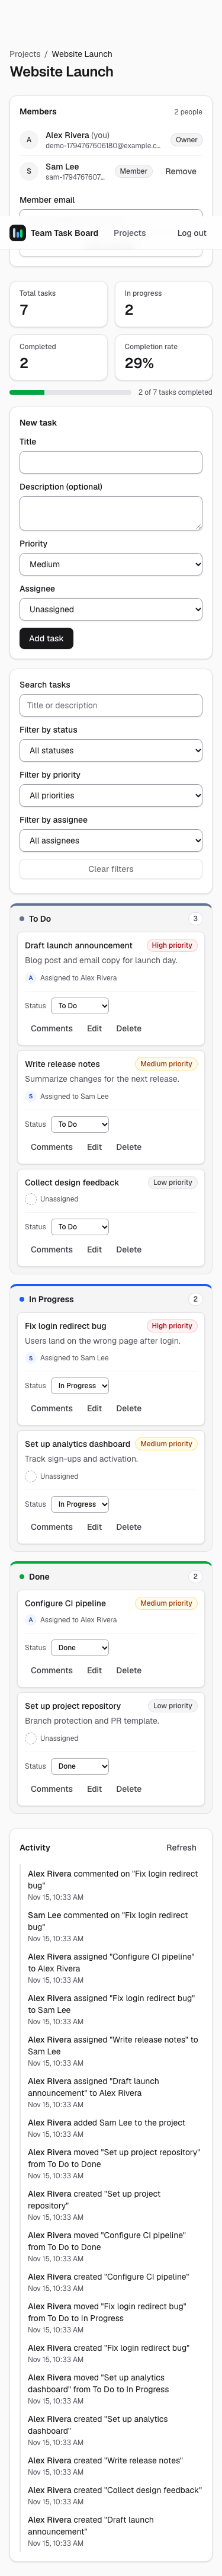 Projects / Website Launch
Website Launch
Members
2 people
A
Alex Rivera (you)
demo-1794767606180@example.c...
Owner
S
Sam Lee
sam-1794767607...
Member
Remove
Member email
Team Task Board
Projects
Log out
Total tasks
7
In progress
2
Completed
2
Completion rate
29%
2 of 7 tasks completed
New task
Title
Description (optional)
Priority
Medium
Assignee
Unassigned
Add task
Search tasks
Title or description
Filter by status
All statuses
Filter by priority
All priorities
Filter by assignee
All assignees
Clear filters
To Do
3
Draft launch announcement
High priority
Blog post and email copy for launch day.
A
Assigned to Alex Rivera
Status
To Do
Comments Edit Delete
Write release notes
Medium priority
Summarize changes for the next release.
S
Assigned to Sam Lee
Status
To Do
Comments Edit Delete
Collect design feedback
Low priority
Unassigned
Status
To Do
Comments Edit Delete
In Progress
2
Fix login redirect bug
High priority
Users land on the wrong page after login.
S
Assigned to Sam Lee
Status
In Progress
Comments Edit Delete
Set up analytics dashboard
Medium priority
Track sign-ups and activation.
Unassigned
Status
In Progress
Comments Edit Delete
Done
2
Configure CI pipeline
Medium priority
A
Assigned to Alex Rivera
Status
Done
Comments Edit Delete
Set up project repository
Low priority
Branch protection and PR template.
Unassigned
Status
Done
Comments Edit Delete
Activity
Refresh
Alex Rivera commented on "Fix login redirect
bug"
Nov 15, 10:33 AM
Sam Lee commented on "Fix login redirect
bug"
Nov 15, 10:33 AM
Alex Rivera assigned "Configure CI pipeline"
to Alex Rivera
Nov 15, 10:33 AM
Alex Rivera assigned "Fix login redirect bug"
to Sam Lee
Nov 15, 10:33 AM
Alex Rivera assigned "Write release notes" to
Sam Lee
Nov 15, 10:33 AM
Alex Rivera assigned "Draft launch
announcement" to Alex Rivera
Nov 15, 10:33 AM
Alex Rivera added Sam Lee to the project
Nov 15, 10:33 AM
Alex Rivera moved "Set up project repository"
from To Do to Done
Nov 15, 10:33 AM
Alex Rivera created "Set up project
repository"
Nov 15, 10:33 AM
Alex Rivera moved "Configure CI pipeline"
from To Do to Done
Nov 15, 10:33 AM
Alex Rivera created "Configure CI pipeline"
Nov 15, 10:33 AM
Alex Rivera moved "Fix login redirect bug"
from To Do to In Progress
Nov 15, 10:33 AM
Alex Rivera created "Fix login redirect bug"
Nov 15, 10:33 AM
Alex Rivera moved "Set up analytics
dashboard" from To Do to In Progress
Nov 15, 10:33 AM
Alex Rivera created "Set up analytics
dashboard"
Nov 15, 10:33 AM
Alex Rivera created "Write release notes"
Nov 15, 10:33 AM
Alex Rivera created "Collect design feedback"
Nov 15, 10:33 AM
Alex Rivera created "Draft launch
announcement"
Nov 15, 10:33 AM